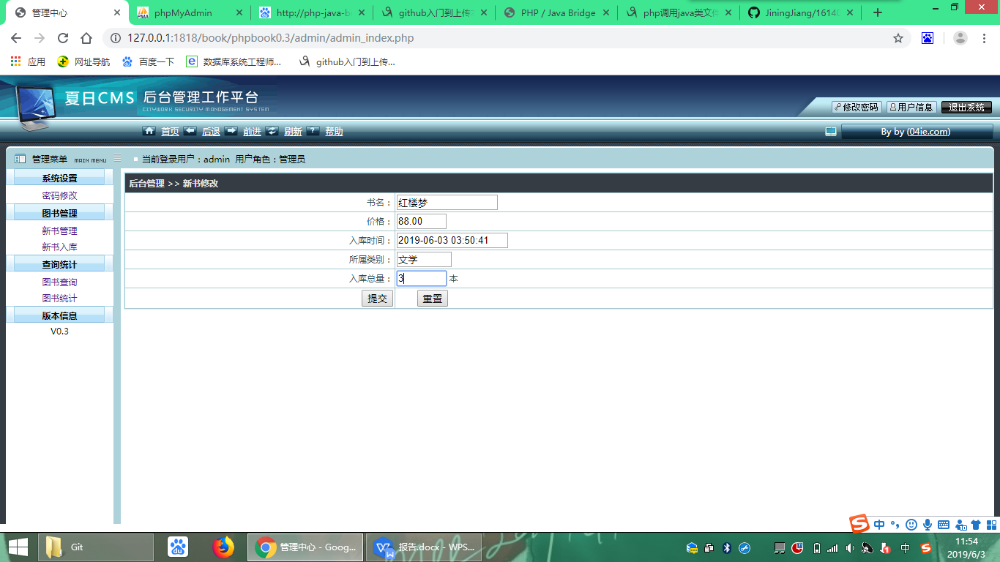 管理中心
phpMyAdmin
http://php-java-b
github入门到上传本
PHP / Java Bridge
php调用java类文件
JiningJiang/16140
127.0.0.1:1818/book/phpbook0.3/admin/admin_index.php
应用 网址导航 百度一下 数据库系统工程师... github入门到上传...
夏日CMS 后台管理工作平台
CITYWORK SECURITY MANAGEMENT SYSTEM
修改密码 用户信息 退出系统
首页 后退 前进 刷新 帮助
By by (04ie.com)
管理菜单 MAIN MENU
当前登录用户：admin 用户角色：管理员
系统设置
密码修改
图书管理
新书管理
新书入库
查询统计
图书查询
图书统计
版本信息
V0.3
后台管理 >> 新书修改
书名： 红楼梦
价格： 88.00
入库时间： 2019-06-03 03:50:41
所属类别： 文学
入库总量： 3 本
提交 重置
中
Git
管理中心 - Goog...
报告.docx - WPS...
中
11:54
2019/6/3